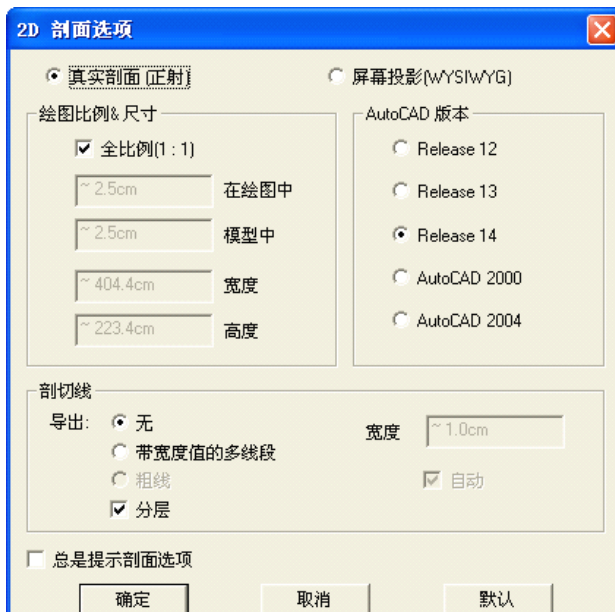 2D 剖面选项
真实剖面 (正射) 屏幕投影(WYSIWYG)
绘图比例& 尺寸
全比例(1 : 1)
~ 2.5cm 在绘图中
~ 2.5cm 模型中
~ 404.4cm 宽度
~ 223.4cm 高度
AutoCAD 版本
Release 12
Release 13
Release 14
AutoCAD 2000
AutoCAD 2004
剖切线
导出: 无
带宽度值的多线段
粗线
分层
宽度 ~ 1.0cm
自动
总是提示剖面选项
确定 取消 默认